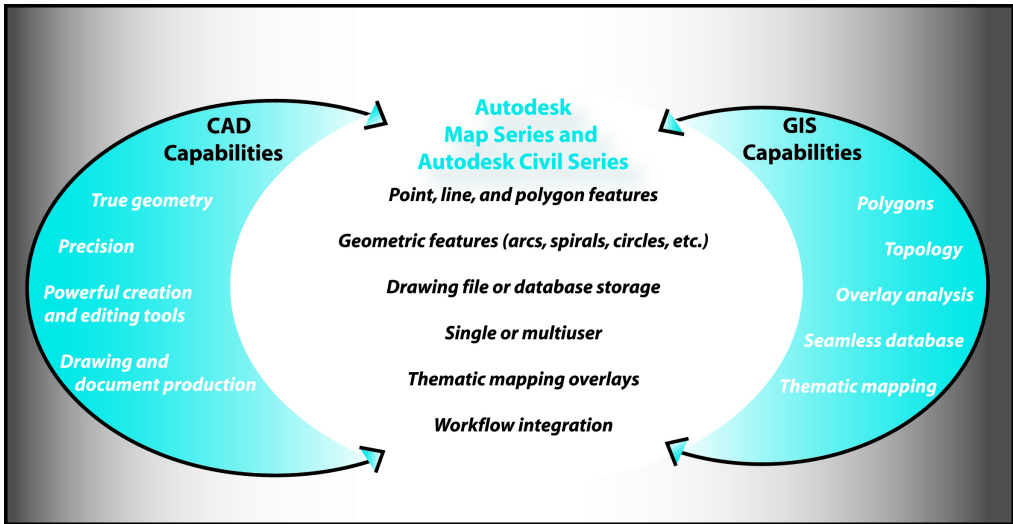 CAD
Capabilities
True geometry
Precision
Powerful creation
and editing tools
Drawing and
document production
Autodesk
Map Series and
Autodesk Civil Series
Point, line, and polygon features
Geometric features (arcs, spirals, circles, etc.)
Drawing file or database storage
Single or multiuser
Thematic mapping overlays
Workflow integration
GIS
Capabilities
Polygons
Topology
Overlay analysis
Seamless database
Thematic mapping